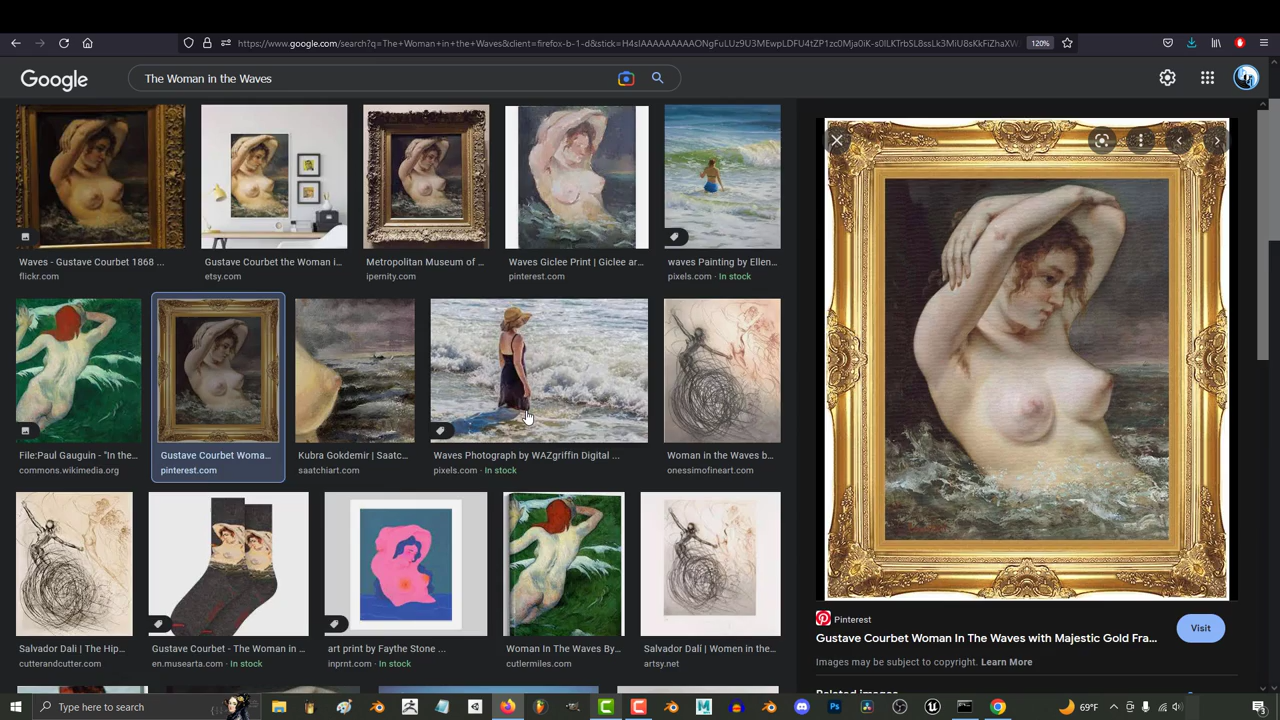 https://www.google.com/search?q=The+Woman+in+the+Waves&client=firefox-b-1-d&stick=
120%
Google
The Woman in the Waves
Waves - Gustave Courbet 1868 ...
flickr.com
Gustave Courbet the Woman i...
etsy.com
Metropolitan Museum of ...
ipernity.com
Waves Giclee Print | Giclee ar...
pinterest.com
waves Painting by Ellen...
pixels.com · In stock
File:Paul Gauguin - "In the...
commons.wikimedia.org
Gustave Courbet Woma...
pinterest.com
Kubra Gokdemir | Saatc...
saatchiart.com
Waves Photograph by WAZgriffin Digital ...
pixels.com · In stock
Woman in the Waves b...
onessimofineart.com
Salvador Dali | The Hip...
cutterandcutter.com
Gustave Courbet - The Woman in ...
en.musearta.com · In stock
art print by Faythe Stone ...
inprnt.com · In stock
Woman In The Waves By...
cutlermiles.com
Salvador Dalí | Women in the...
artsy.net
Pinterest
Gustave Courbet Woman In The Waves with Majestic Gold Fra...
Visit
Images may be subject to copyright. Learn More
Related images
Type here to search
Ps
69°F